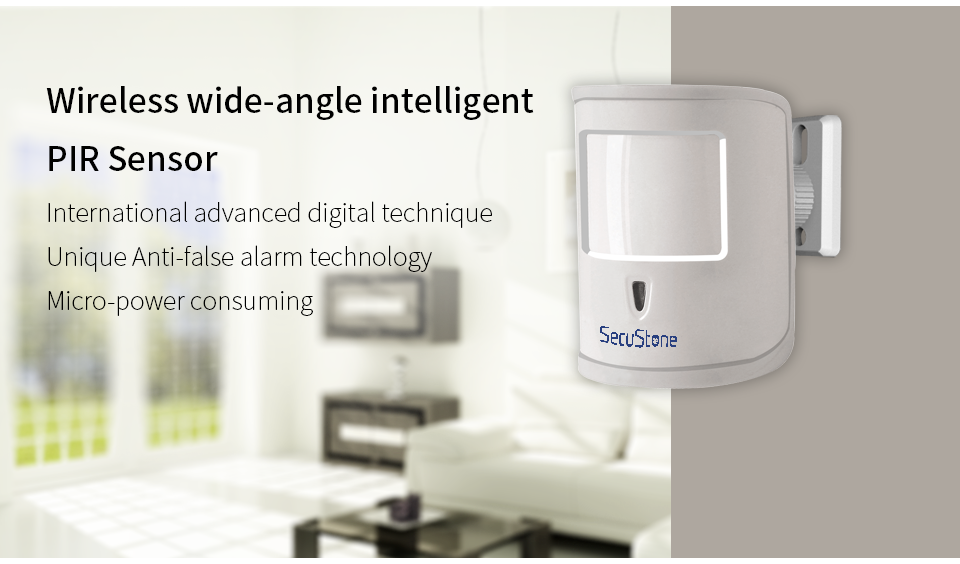 Wireless wide-angle intelligent
PIR Sensor
International advanced digital technique
Unique Anti-false alarm technology
Micro-power consuming
SecuStone